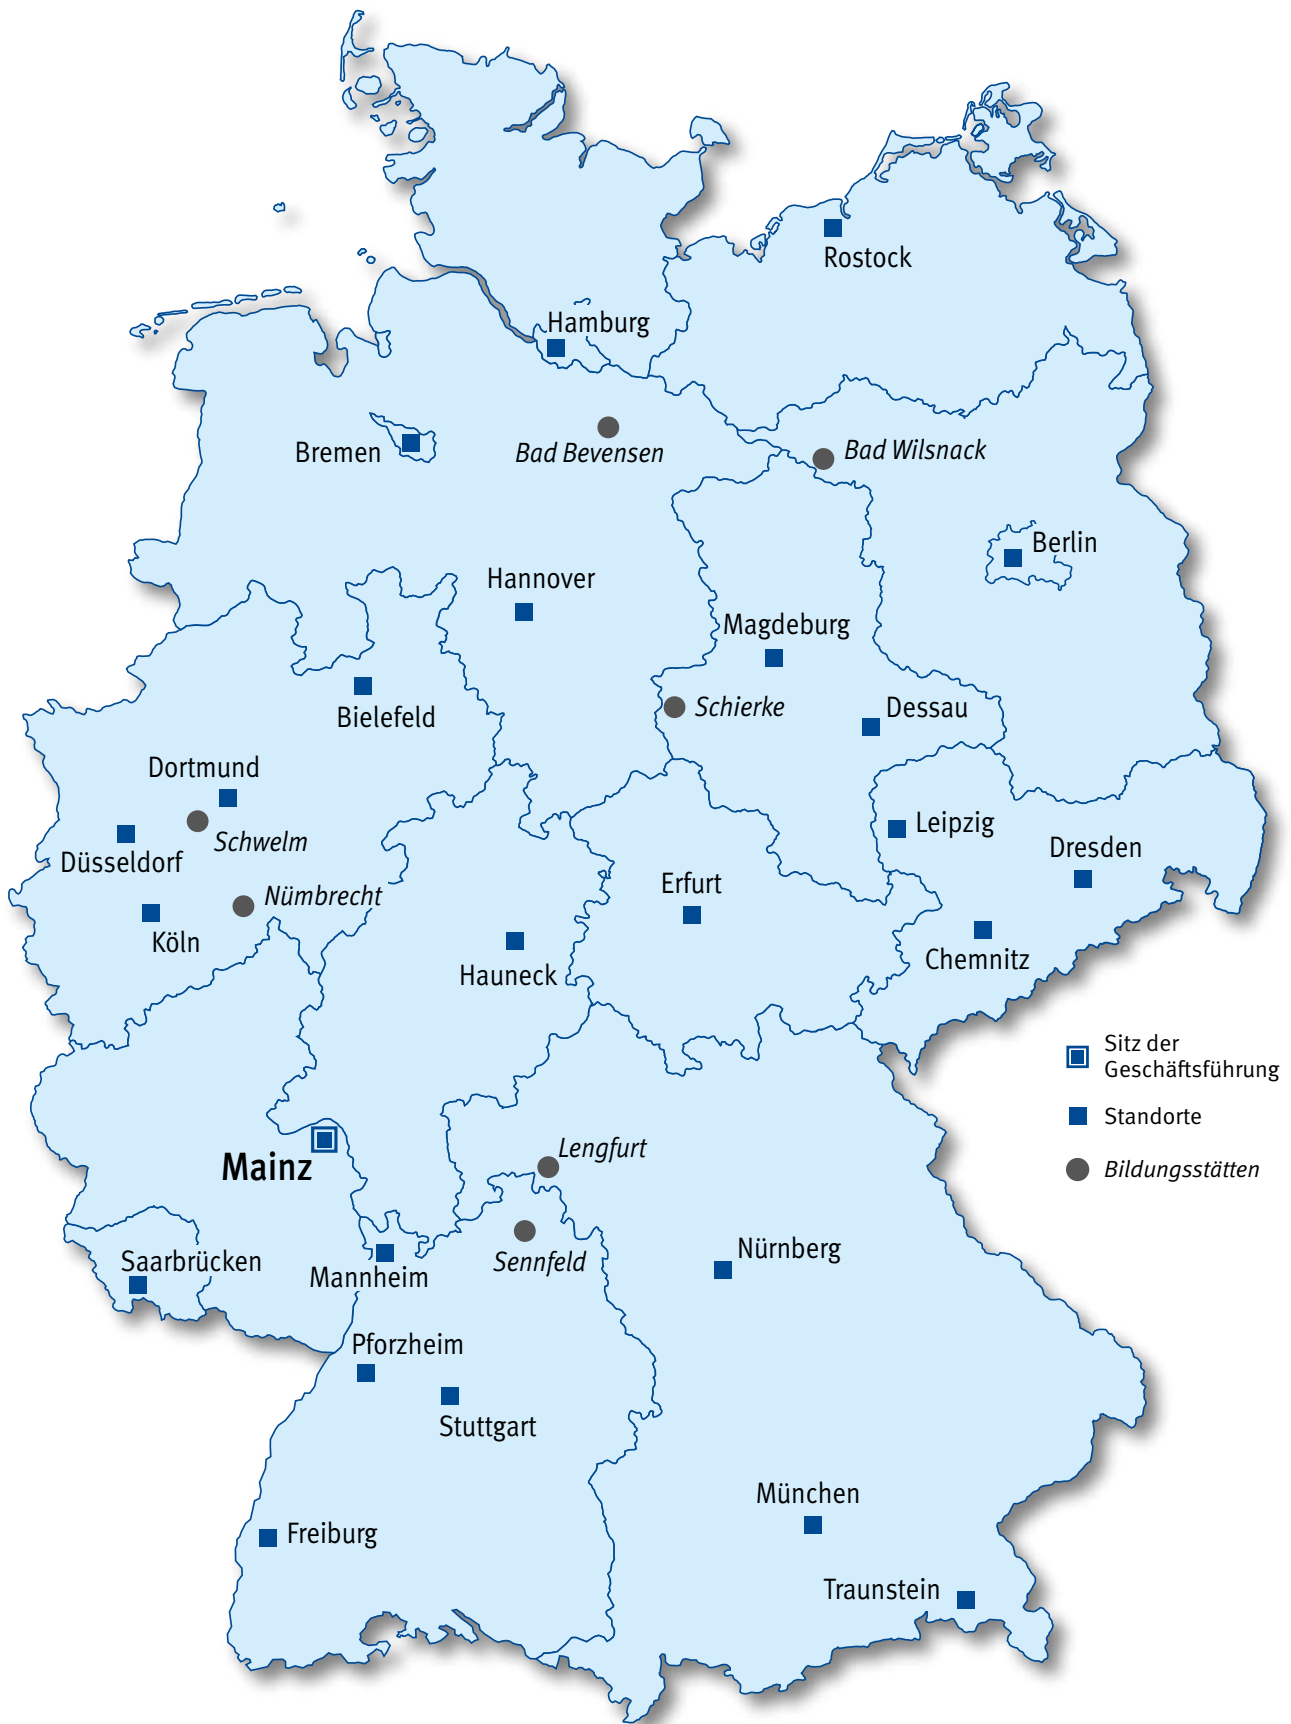 Rostock
Hamburg
Bremen
Bad Bevensen
Bad Wilsnack
Berlin
Hannover
Magdeburg
Schierke
Dessau
Bielefeld
Dortmund
Schwelm
Düsseldorf
Leipzig
Dresden
Erfurt
Nümbrecht
Köln
Hauneck
Chemnitz
Sitz der
Geschäftsführung
Standorte
Bildungsstätten
Lengfurt
Mainz
Saarbrücken
Mannheim
Sennfeld
Nürnberg
Pforzheim
Stuttgart
München
Freiburg
Traunstein